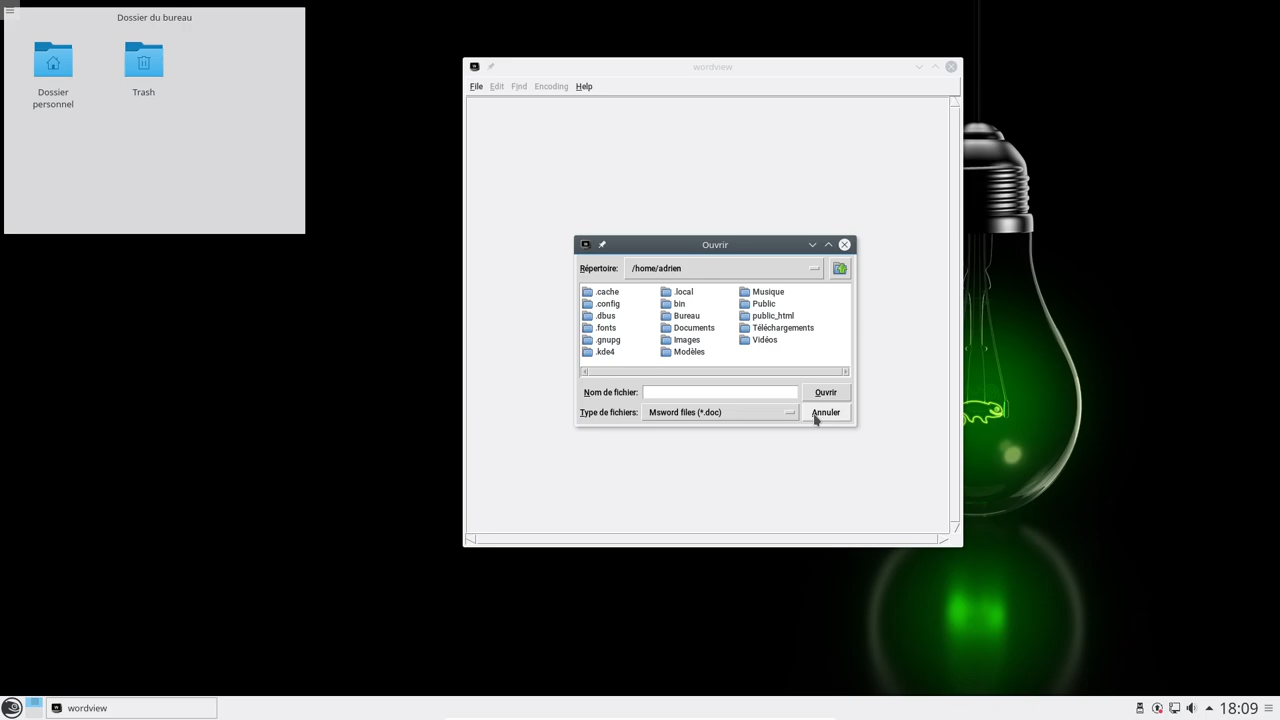 Dossier du bureau
Dossier
personnel
Trash
wordview
File Edit Find Encoding Help
Ouvrir
Répertoire: /home/adrien
.cache .local Musique
.config bin Public
.dbus Bureau public_html
.fonts Documents Téléchargements
.gnupg Images Vidéos
.kde4 Modèles
Nom de fichier: Ouvrir
Type de fichiers: Msword files (*.doc) Annuler
wordview 18:09